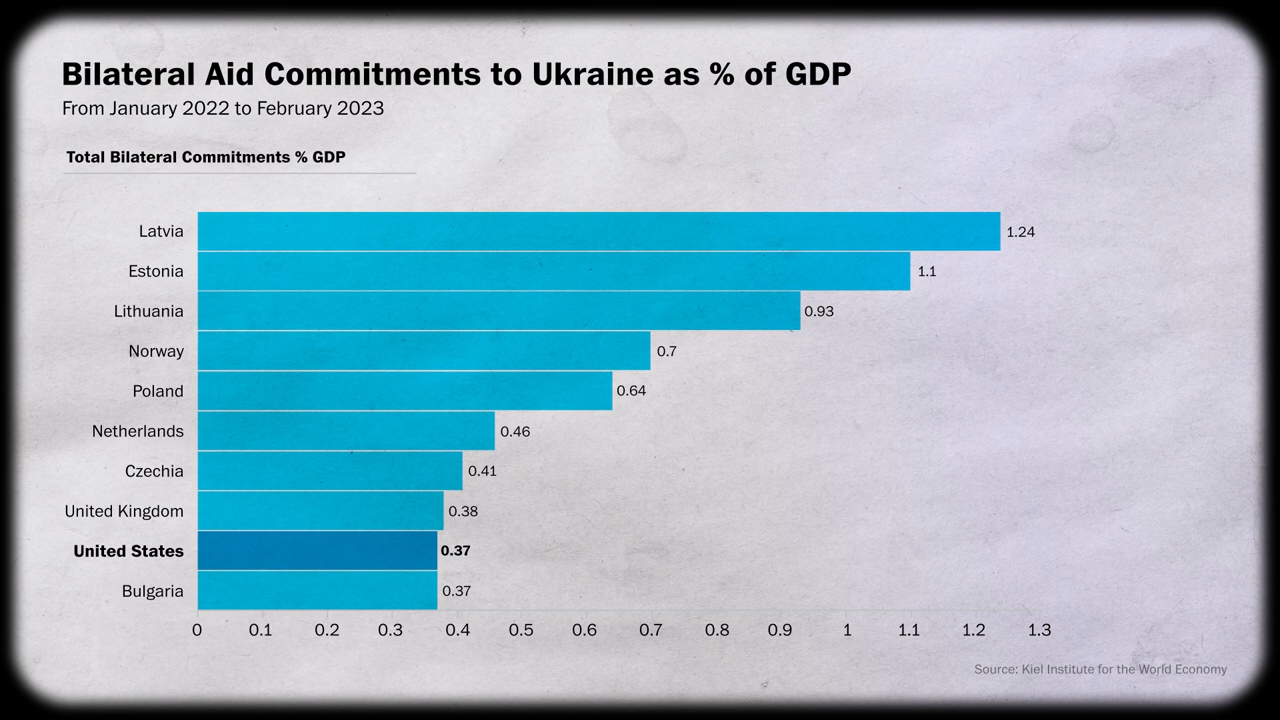 Bilateral Aid Commitments to Ukraine as % of GDP
From January 2022 to February 2023
Total Bilateral Commitments % GDP
Latvia 1.24
Estonia 1.1
Lithuania 0.93
Norway 0.7
Poland 0.64
Netherlands 0.46
Czechia 0.41
United Kingdom 0.38
United States 0.37
Bulgaria 0.37
0 0.1 0.2 0.3 0.4 0.5 0.6 0.7 0.8 0.9 1 1.1 1.2 1.3
Source: Kiel Institute for the World Economy